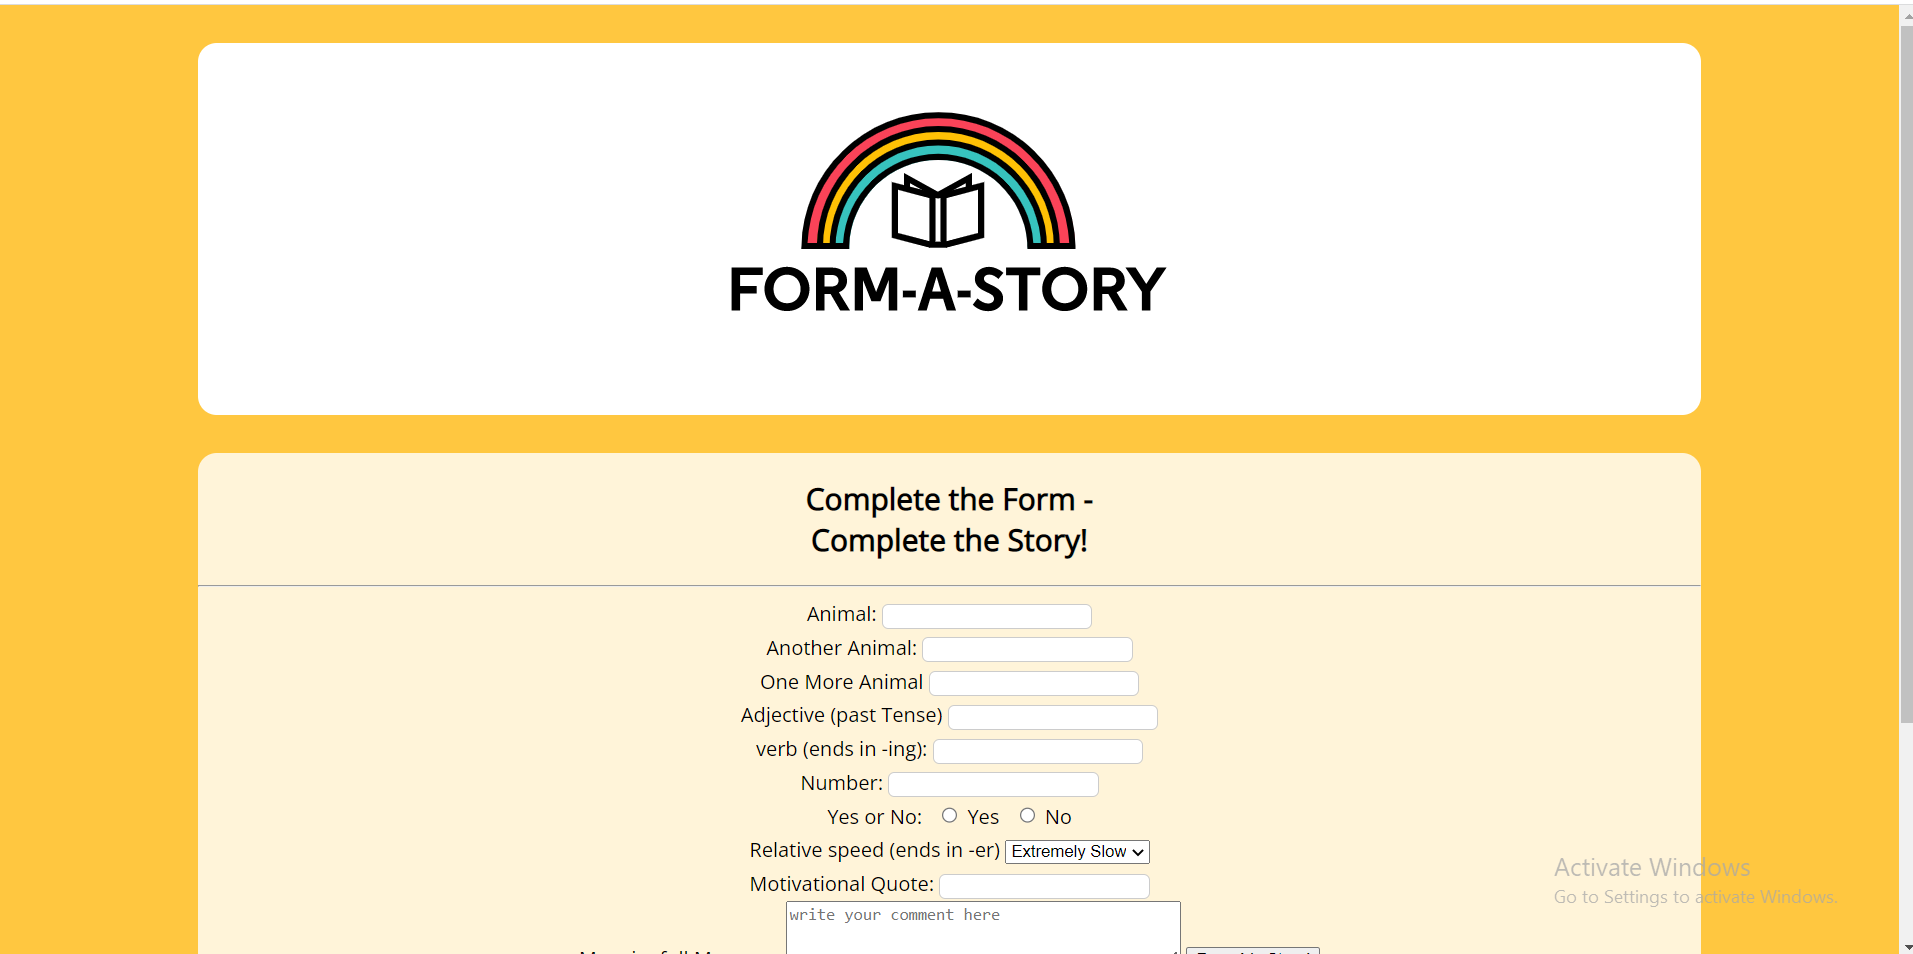 FORM-A-STORY
Complete the Form -
Complete the Story!
Animal:
Another Animal:
One More Animal
Adjective (past Tense)
verb (ends in -ing):
Number:
Yes or No: Yes No
Relative speed (ends in -er) Extremely Slow
Motivational Quote:
write your comment here
Activate Windows
Go to Settings to activate Windows.